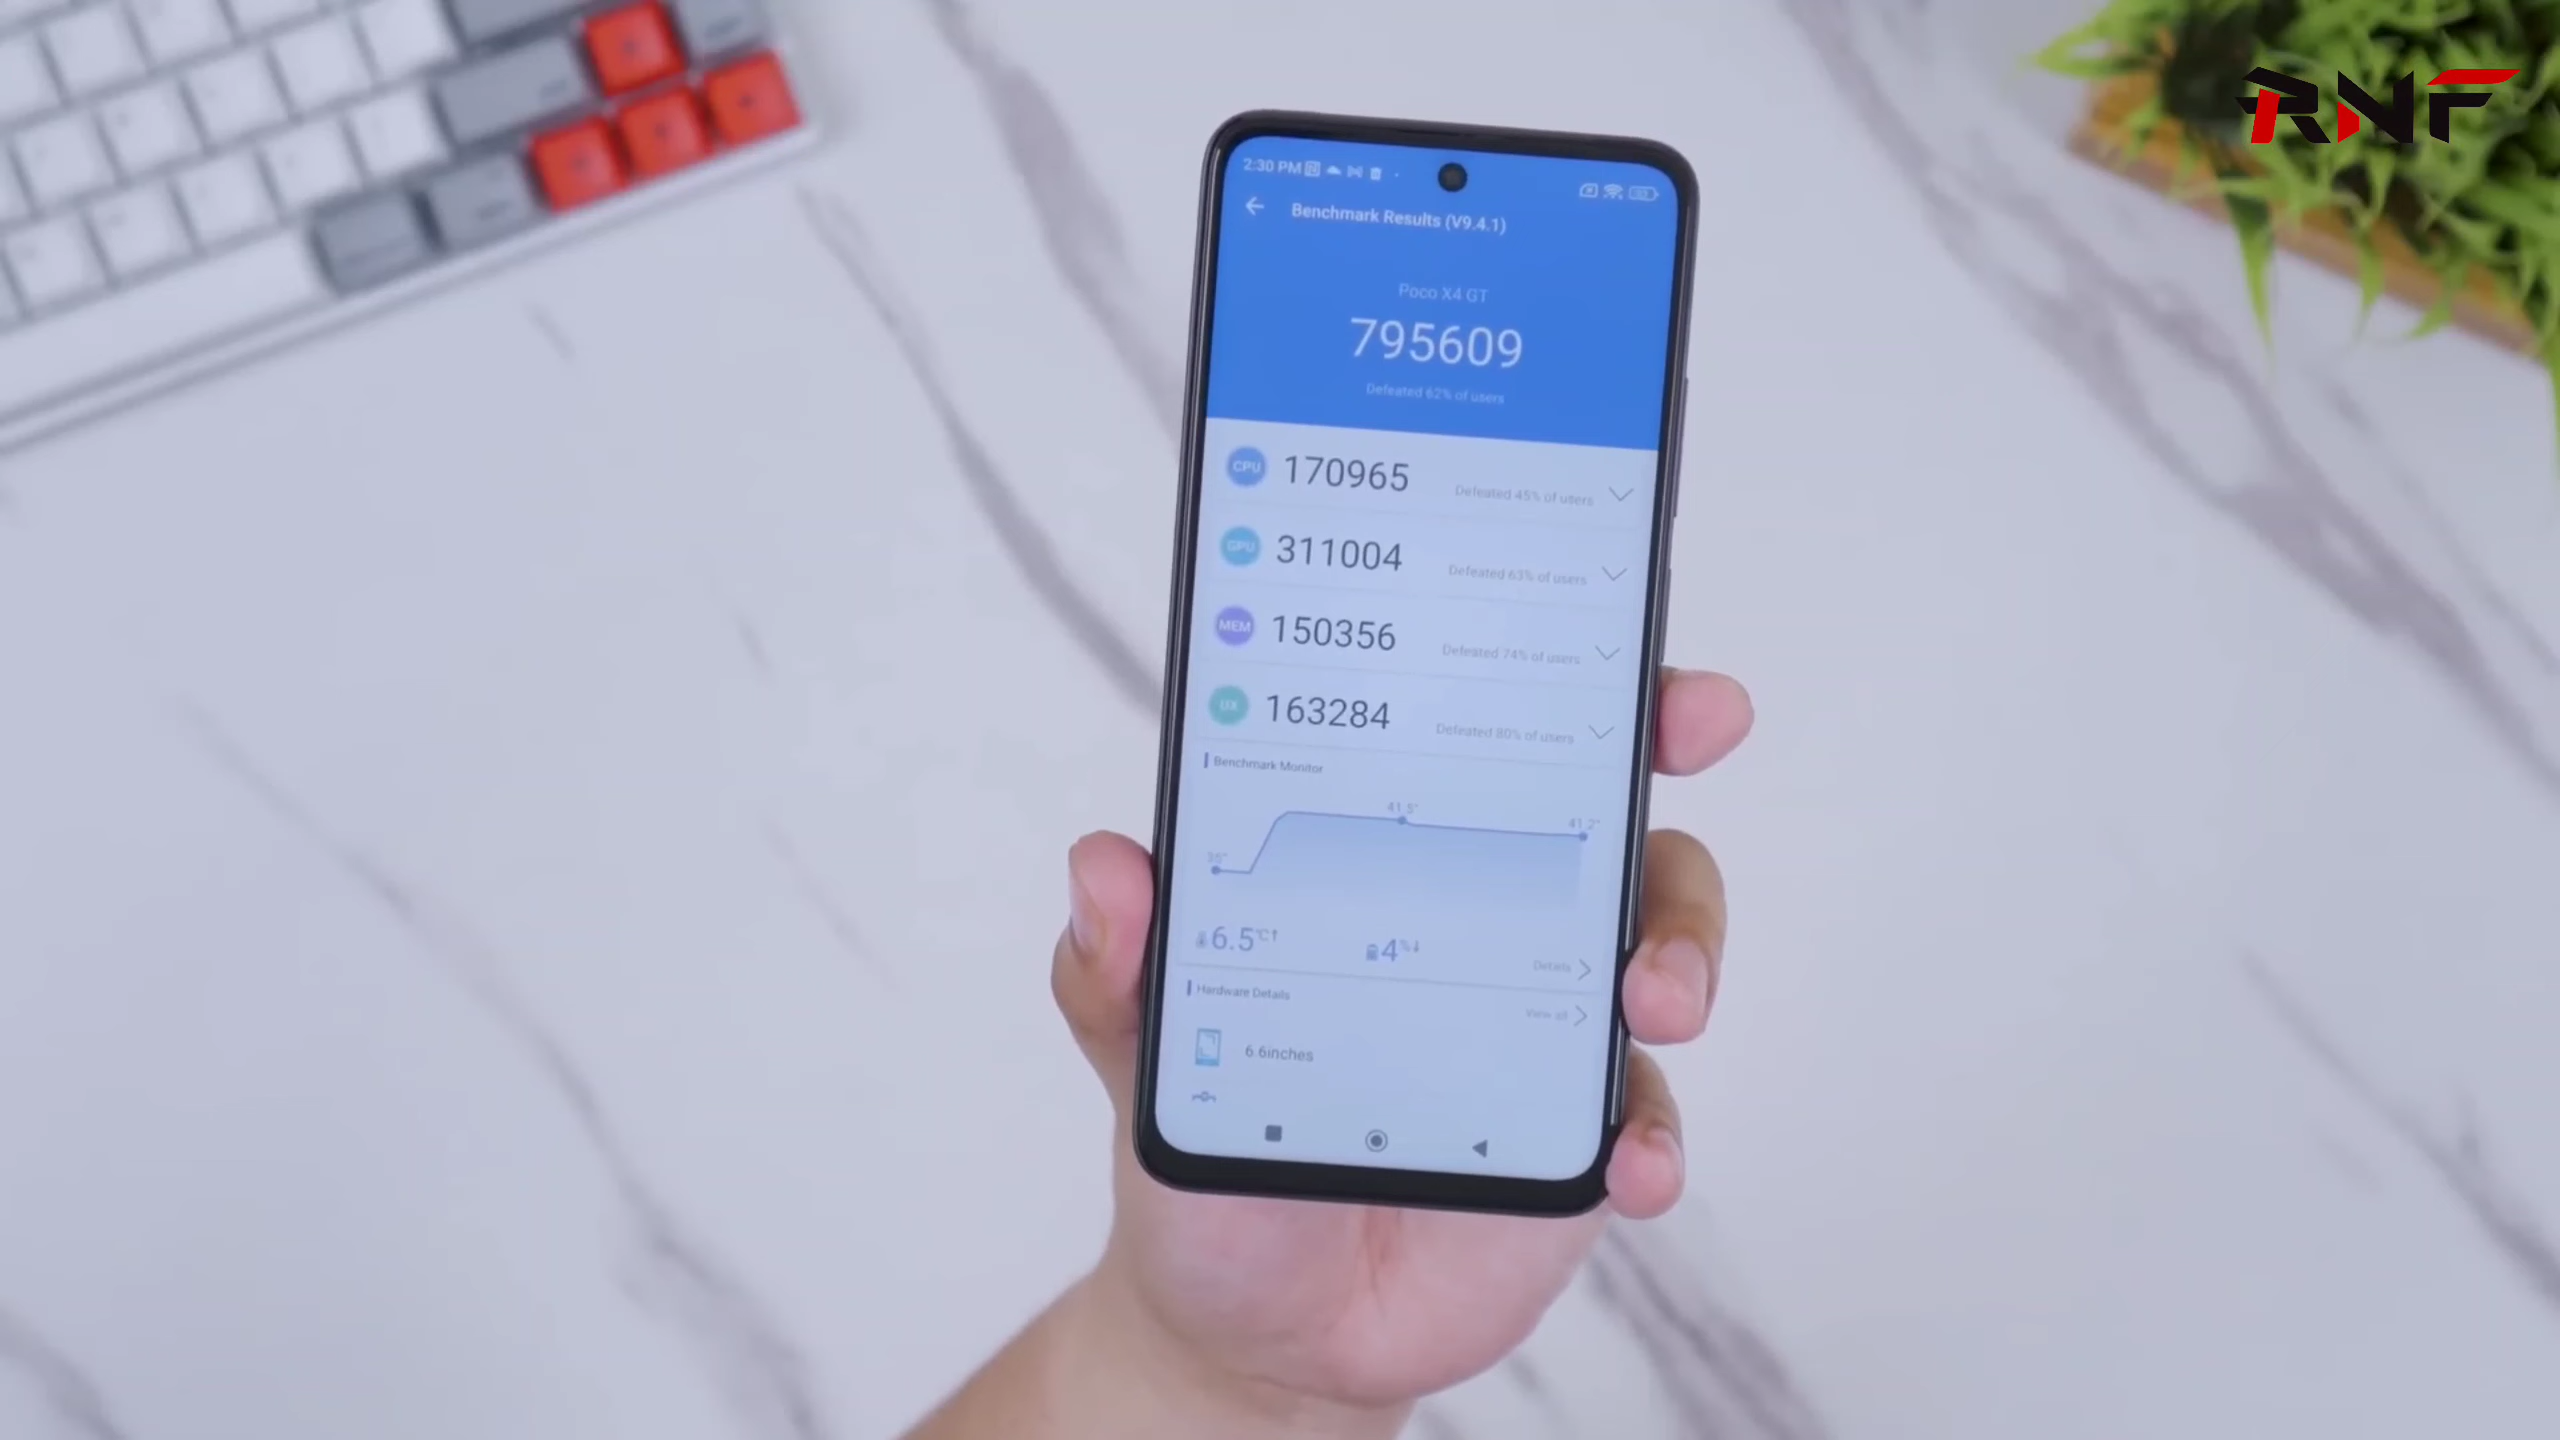 RNF
2:30 PM
Benchmark Results (V9.4.1)
Poco X4 GT
795609
Defeated 62% of users
CPU 170965 Defeated 45% of users
GPU 311004 Defeated 63% of users
MEM 150356 Defeated 74% of users
UX 163284 Defeated 80% of users
Benchmark Monitor
41.5°
41.2°
35°
6.5°C↑ 4%↓ Details
Hardware Details
View all
6.6inches